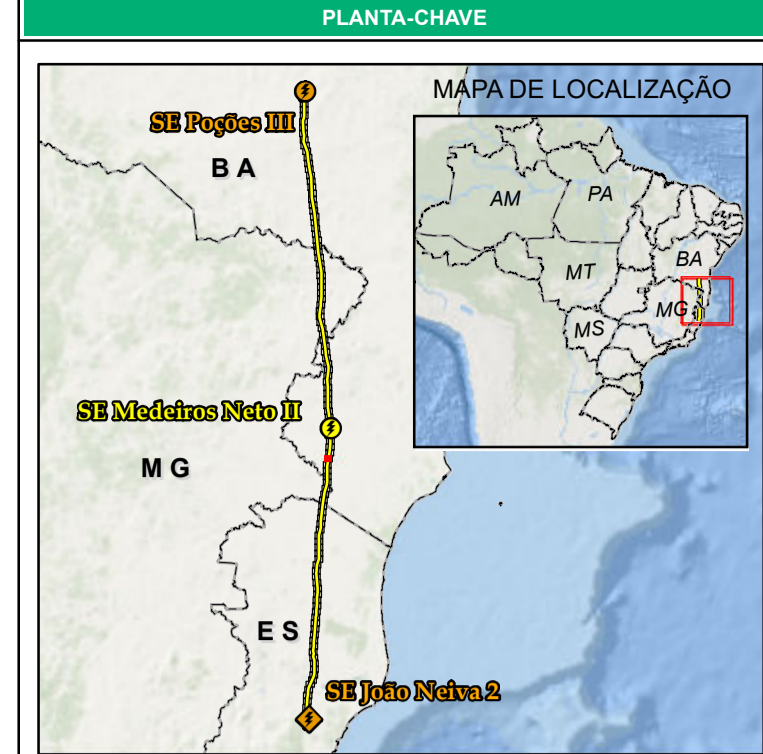 PLANTA-CHAVE
MAPA DE LOCALIZAÇÃO
SE Poções III
B A
AM
PA
BA
MT
MG
MS
SE Medeiros Neto II
M G
E S
SE João Neiva 2